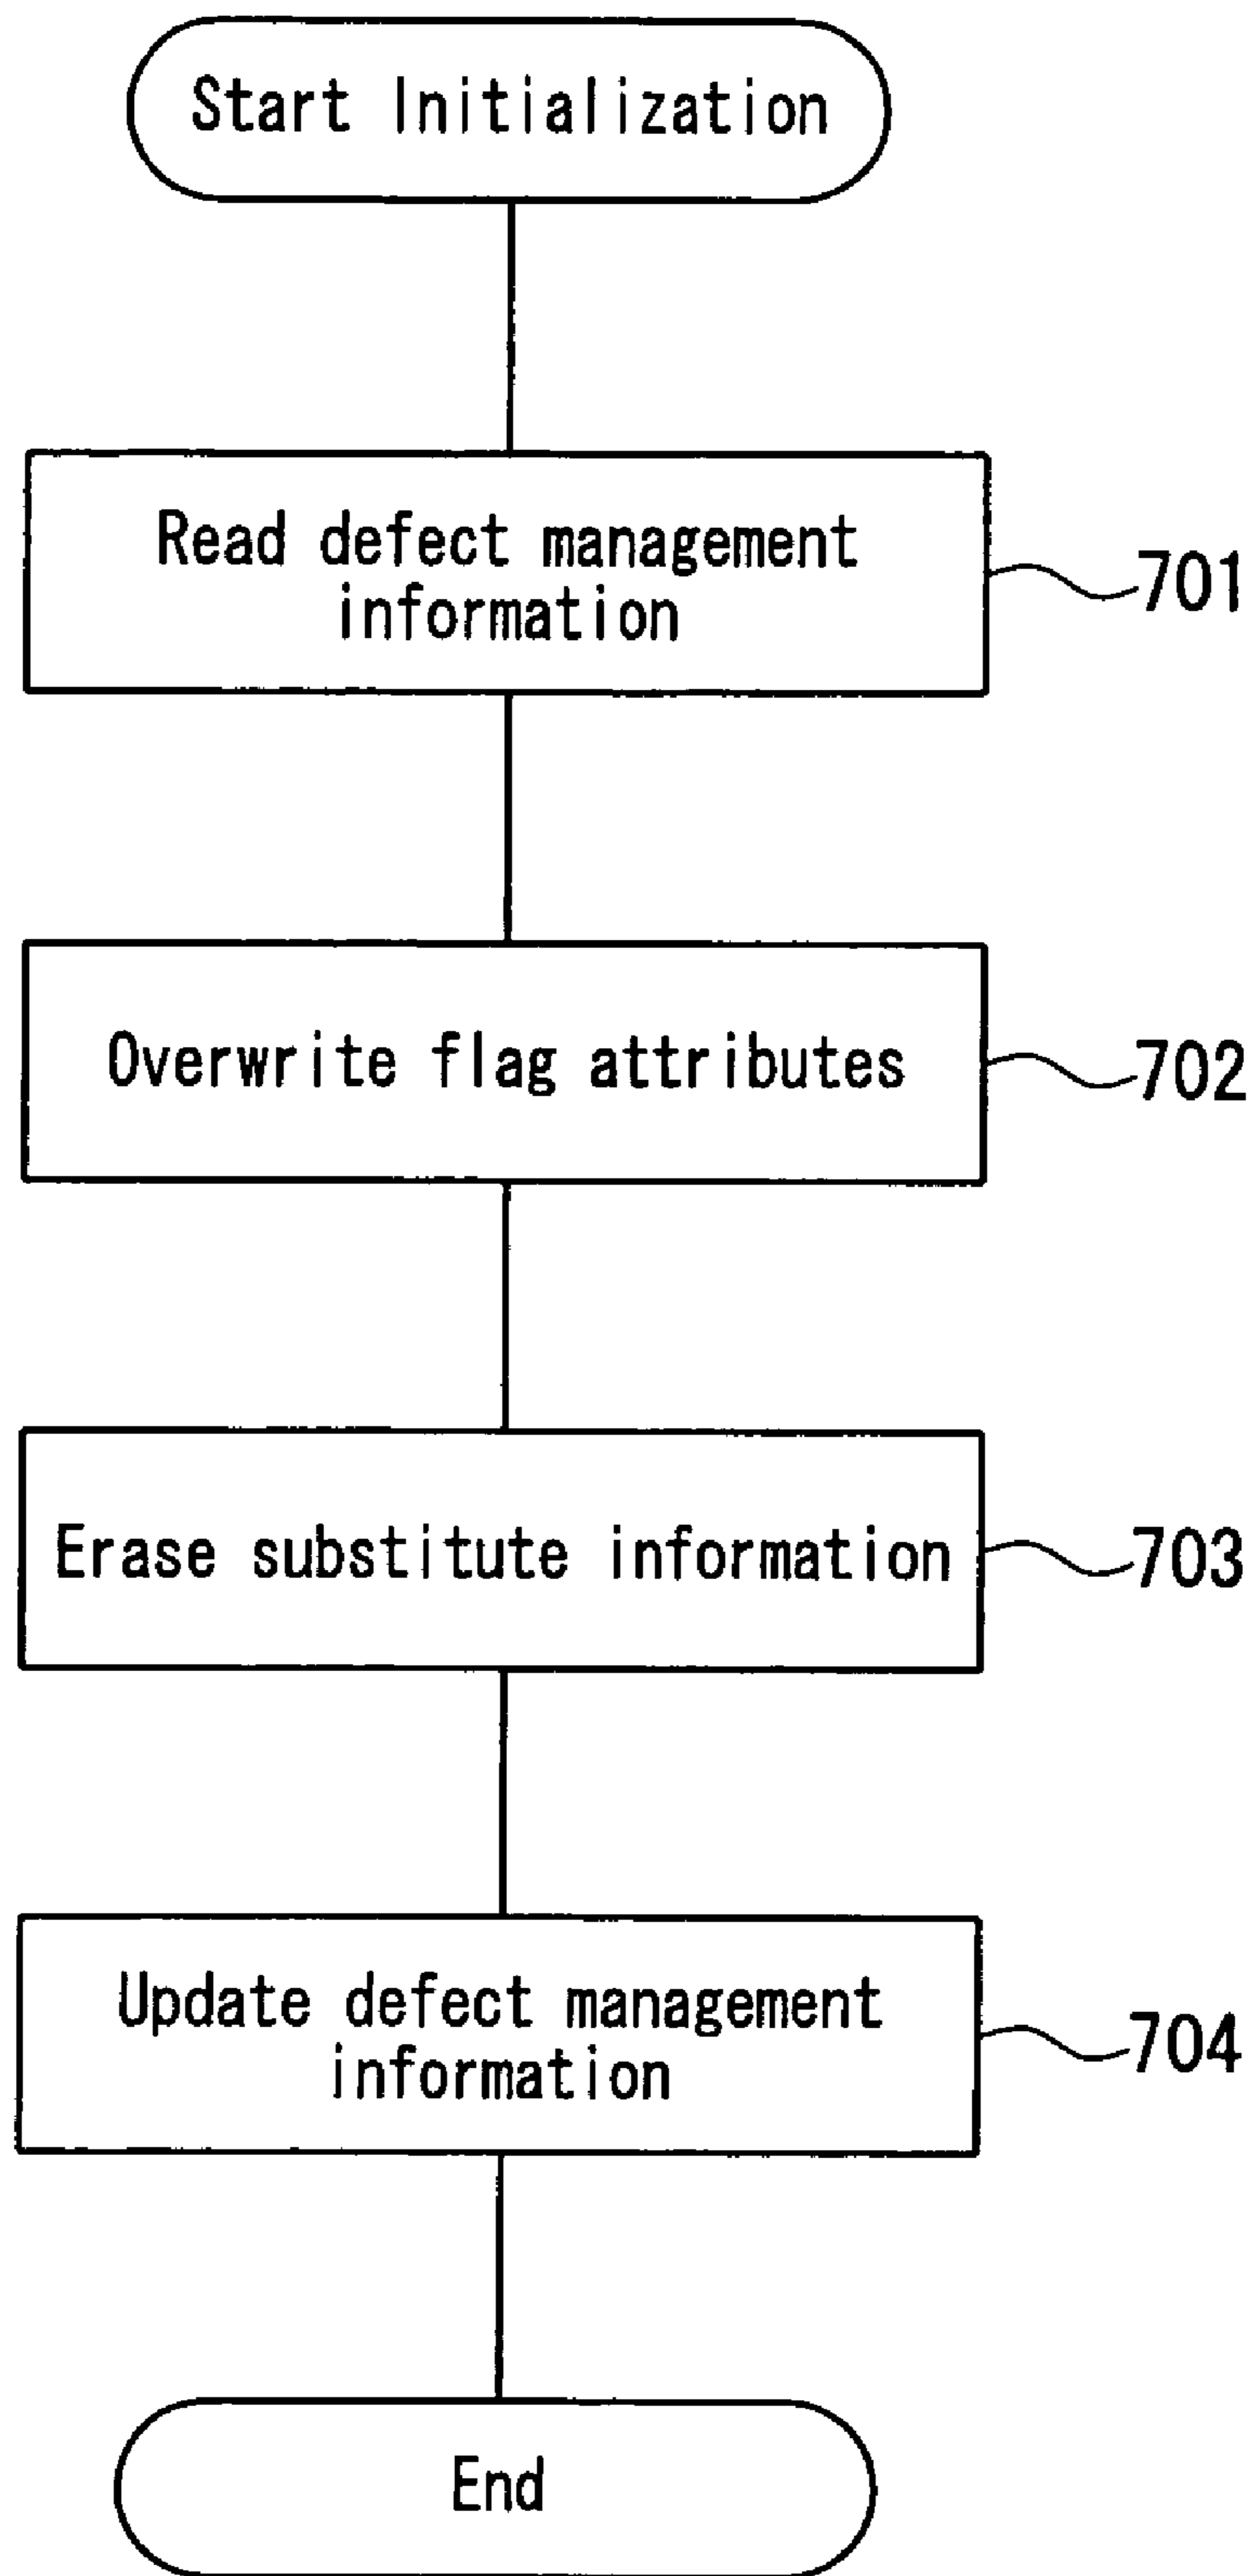 Start Initialization
Read defect management
information
701
Overwrite flag attributes
702
Erase substitute information
703
Update defect management
information
704
End